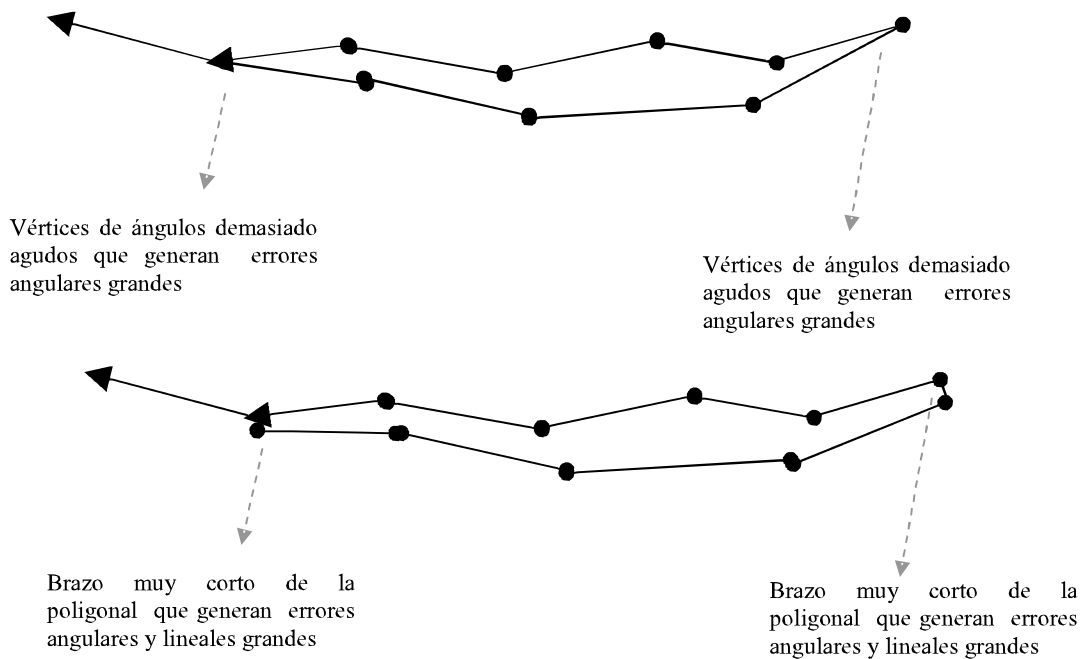 Vértices de ángulos demasiado
agudos que generan errores
angulares grandes
Vértices de ángulos demasiado
agudos que generan errores
angulares grandes
Brazo muy corto de la
poligonal que generan errores
angulares y lineales grandes
Brazo muy corto de la
poligonal que generan errores
angulares y lineales grandes